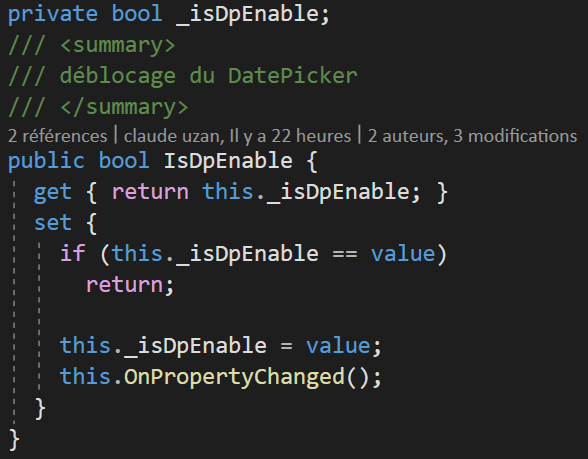 private bool _isDpEnable;
/// <summary>
/// déblocage du DatePicker
/// </summary>
2 références | claude uzan, Il y a 22 heures | 2 auteurs, 3 modifications
public bool IsDpEnable {
get { return this._isDpEnable; }
set {
if (this._isDpEnable == value)
return;
this._isDpEnable = value;
this.OnPropertyChanged();
}
}